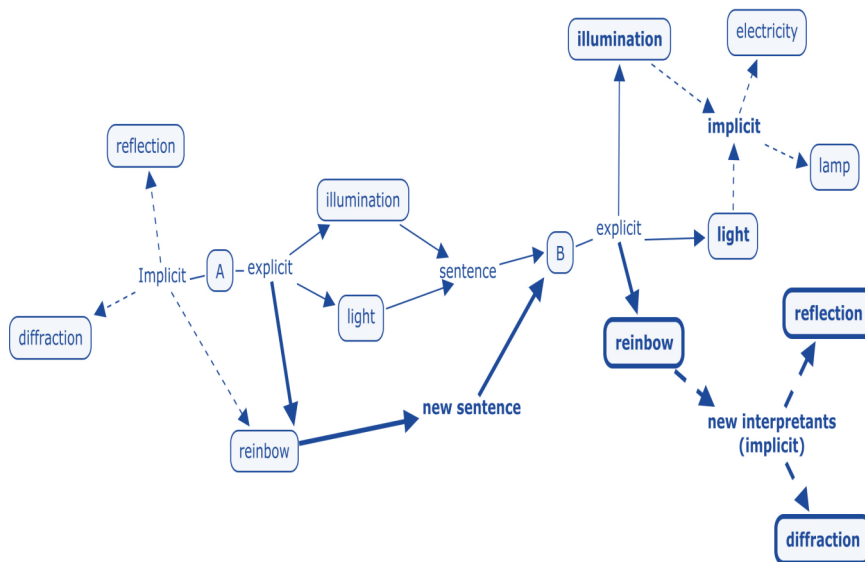 illumination
electricity
implicit
lamp
light
reflection
illumination
Implicit
A
explicit
sentence
B
explicit
light
diffraction
reinbow
new sentence
reinbow
reflection
new interpretants
(implicit)
diffraction